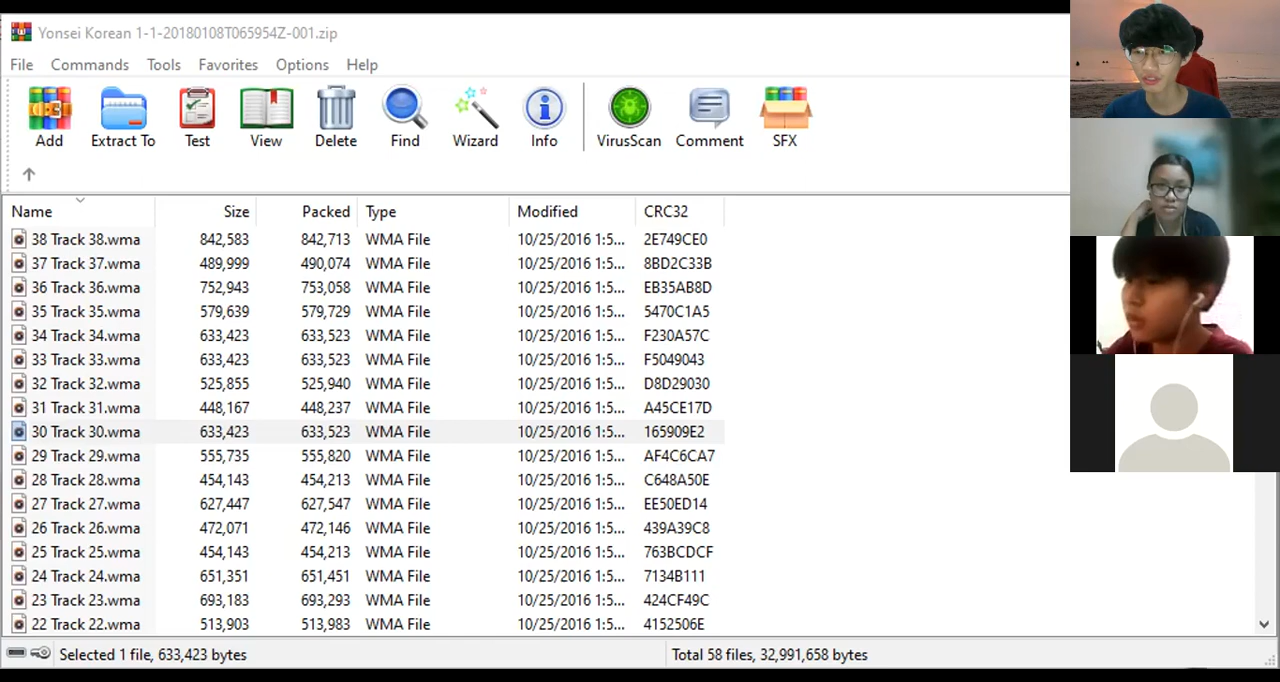 Yonsei Korean 1-1-20180108T065954Z-001.zip
File Commands Tools Favorites Options Help
Add Extract To Test View Delete Find Wizard Info VirusScan Comment SFX
Name Size Packed Type Modified CRC32
38 Track 38.wma 842,583 842,713 WMA File 10/25/2016 1:5... 2E749CE0
37 Track 37.wma 489,999 490,074 WMA File 10/25/2016 1:5... 8BD2C33B
36 Track 36.wma 752,943 753,058 WMA File 10/25/2016 1:5... EB35AB8D
35 Track 35.wma 579,639 579,729 WMA File 10/25/2016 1:5... 5470C1A5
34 Track 34.wma 633,423 633,523 WMA File 10/25/2016 1:5... F230A57C
33 Track 33.wma 633,423 633,523 WMA File 10/25/2016 1:5... F5049043
32 Track 32.wma 525,855 525,940 WMA File 10/25/2016 1:5... D8D29030
31 Track 31.wma 448,167 448,237 WMA File 10/25/2016 1:5... A45CE17D
30 Track 30.wma 633,423 633,523 WMA File 10/25/2016 1:5... 165909E2
29 Track 29.wma 555,735 555,820 WMA File 10/25/2016 1:5... AF4C6CA7
28 Track 28.wma 454,143 454,213 WMA File 10/25/2016 1:5... C648A50E
27 Track 27.wma 627,447 627,547 WMA File 10/25/2016 1:5... EE50ED14
26 Track 26.wma 472,071 472,146 WMA File 10/25/2016 1:5... 439A39C8
25 Track 25.wma 454,143 454,213 WMA File 10/25/2016 1:5... 763BCDCF
24 Track 24.wma 651,351 651,451 WMA File 10/25/2016 1:5... 7134B111
23 Track 23.wma 693,183 693,293 WMA File 10/25/2016 1:5... 424CF49C
22 Track 22.wma 513,903 513,983 WMA File 10/25/2016 1:5... 4152506E
Selected 1 file, 633,423 bytes Total 58 files, 32,991,658 bytes